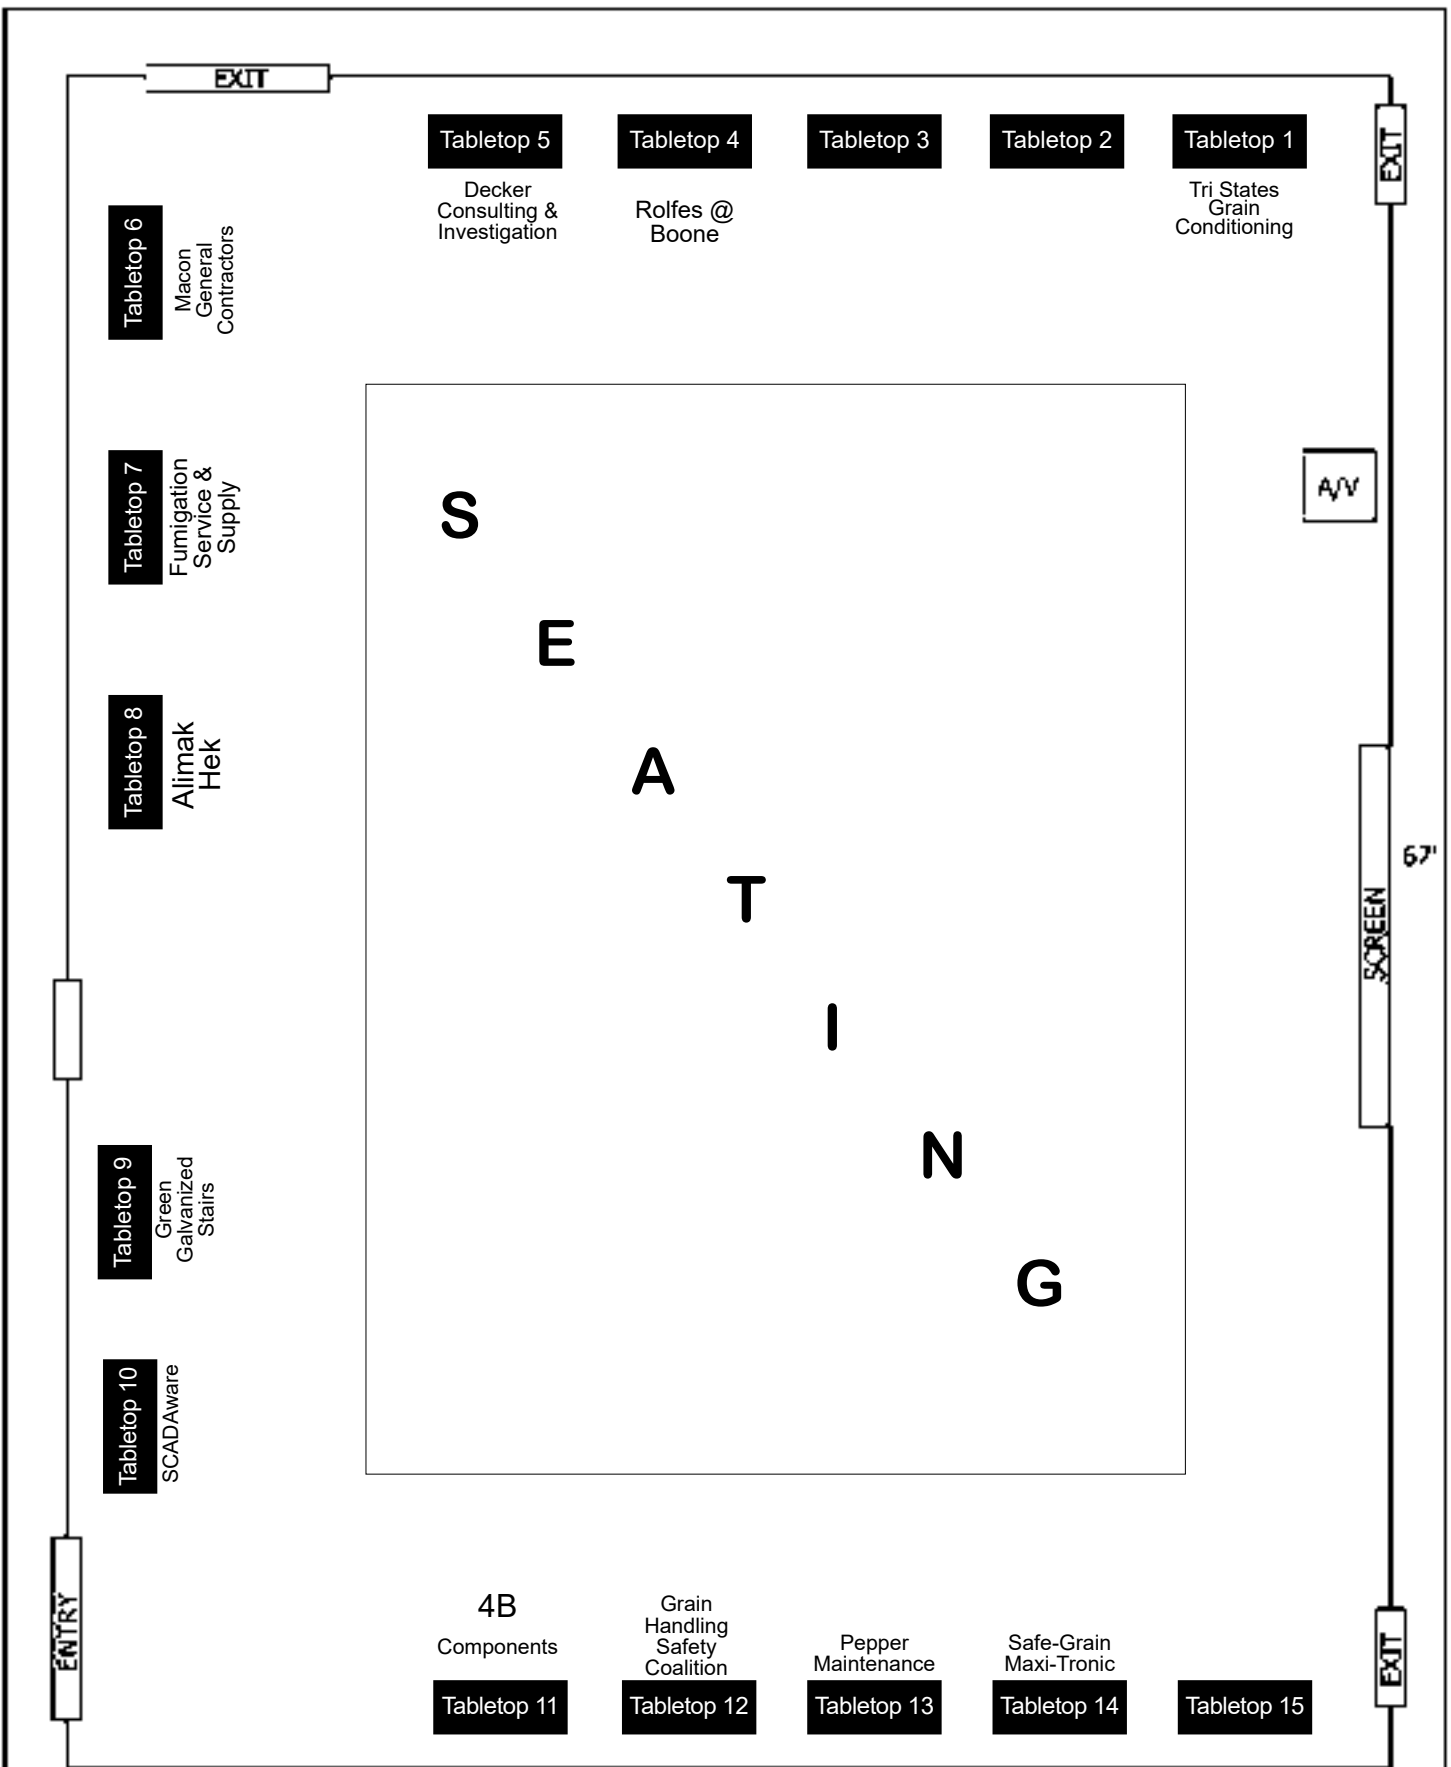 EXIT
Tabletop 5
Tabletop 4
Tabletop 3
Tabletop 2
Tabletop 1
EXIT
Decker
Consulting &
Investigation
Rolfes @
Boone
Tri States
Grain
Conditioning
Tabletop 6
Macon
General
Contractors
Tabletop 7
Fumigation
Service &
Supply
A/V
Tabletop 8
Alimak
Hek
S
E
A
T
I
N
G
67'
SCREEN
Tabletop 9
Green
Galvanized
Stairs
Tabletop 10
SCADAware
ENTRY
4B
Components
Grain
Handling
Safety
Coalition
Pepper
Maintenance
Safe-Grain
Maxi-Tronic
EXIT
Tabletop 11
Tabletop 12
Tabletop 13
Tabletop 14
Tabletop 15